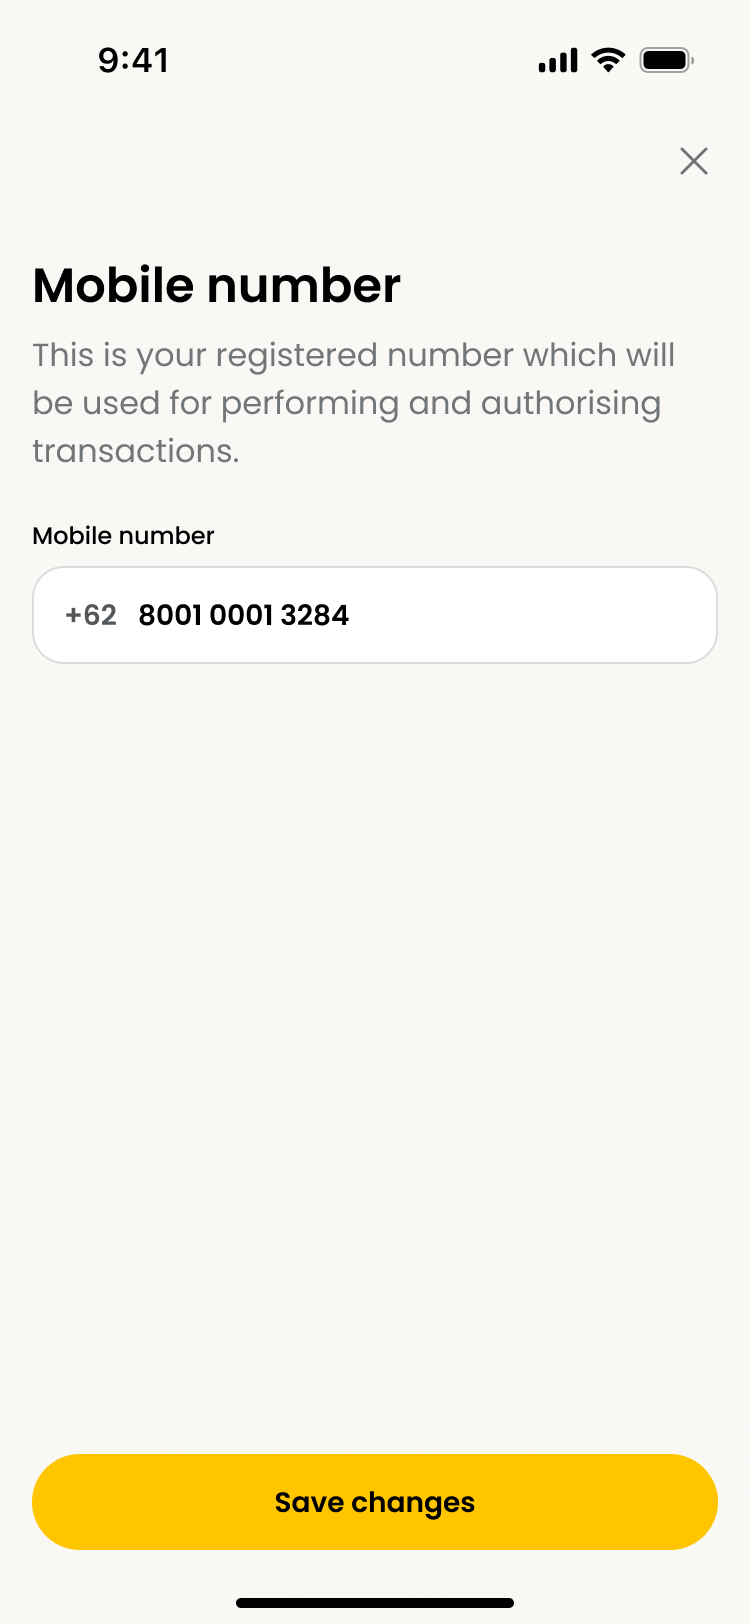 9:41
Mobile number
This is your registered number which will
be used for performing and authorising
transactions.
Mobile number
+62 8001 0001 3284
Save changes